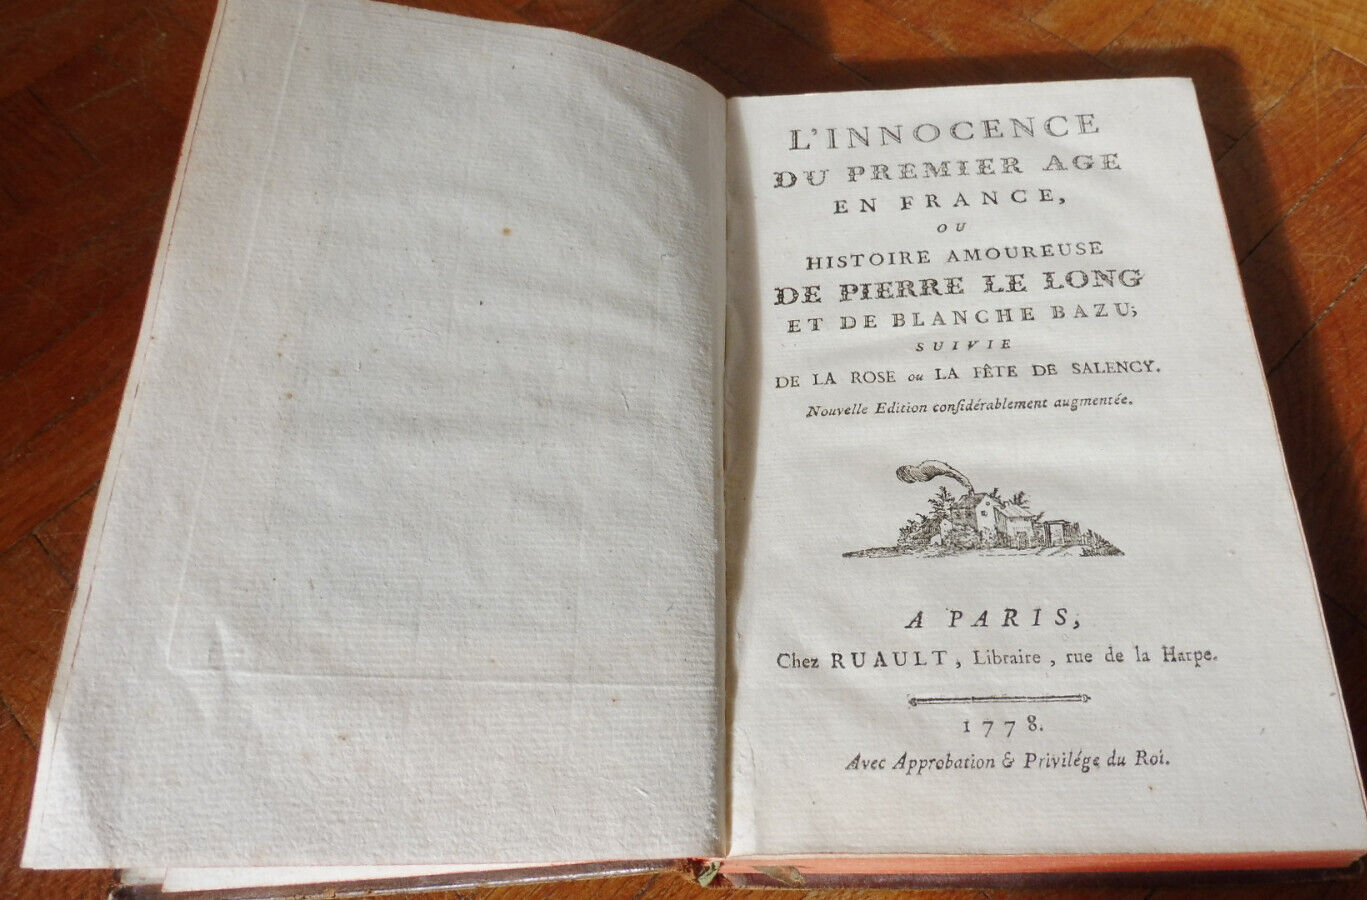 L'INNOCENCE
DU PREMIER AGE
EN FRANCE,
OU
HISTOIRE AMOUREUSE
DE PIERRE LE LONG
ET DE BLANCHE BAZU;
SUIVIE
DE LA ROSE ou LA FÊTE DE SALENCY.
Nouvelle Edition conſidérablement augmentée.
A PARIS,
Chez RUAULT, Libraire, rue de la Harpe.
1778.
Avec Approbation & Privilége du Roi.